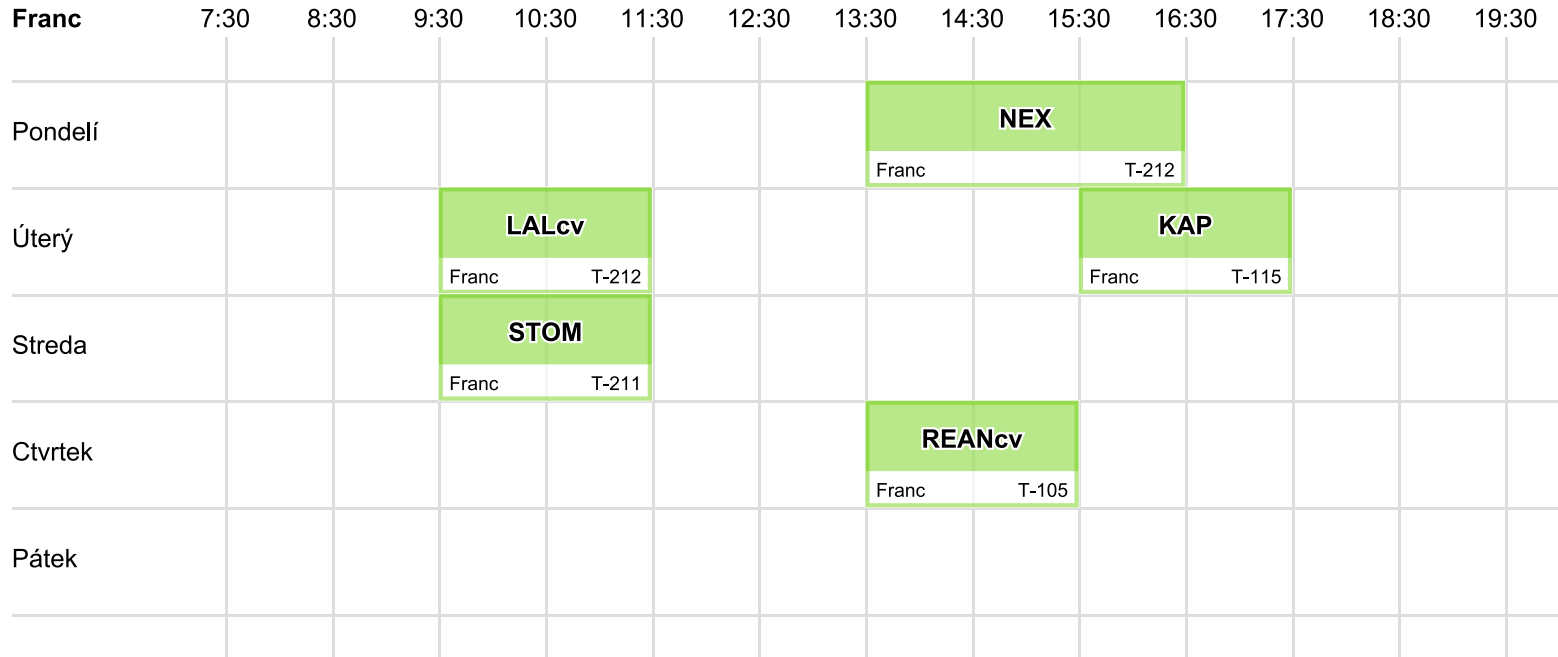 Franc 7:30 8:30 9:30 10:30 11:30 12:30 13:30 14:30 15:30 16:30 17:30 18:30 19:30
Pondelí
NEX
Franc T-212
Úterý
LALcv
Franc T-212
KAP
Franc T-115
Streda
STOM
Franc T-211
Ctvrtek
REANcv
Franc T-105
Pátek